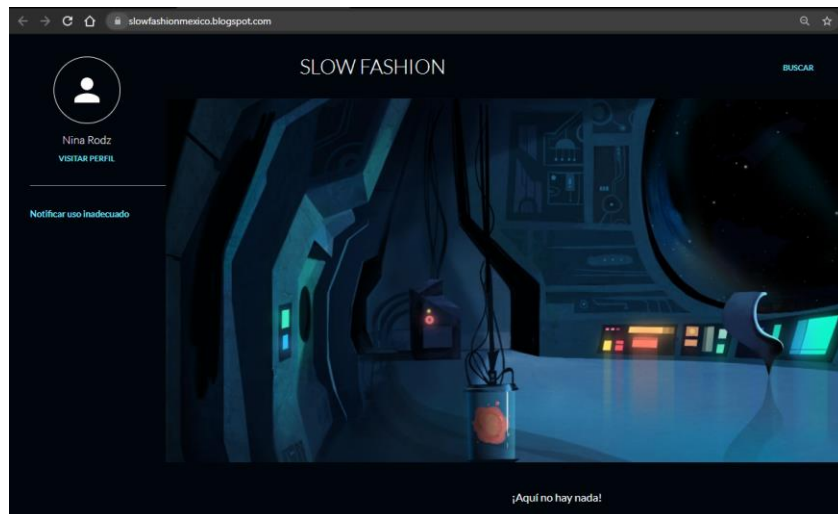 slowfashionmexico.blogspot.com
SLOW FASHION
BUSCAR
Nina Rodz
VISITAR PERFIL
Notificar uso inadecuado
¡Aquí no hay nada!